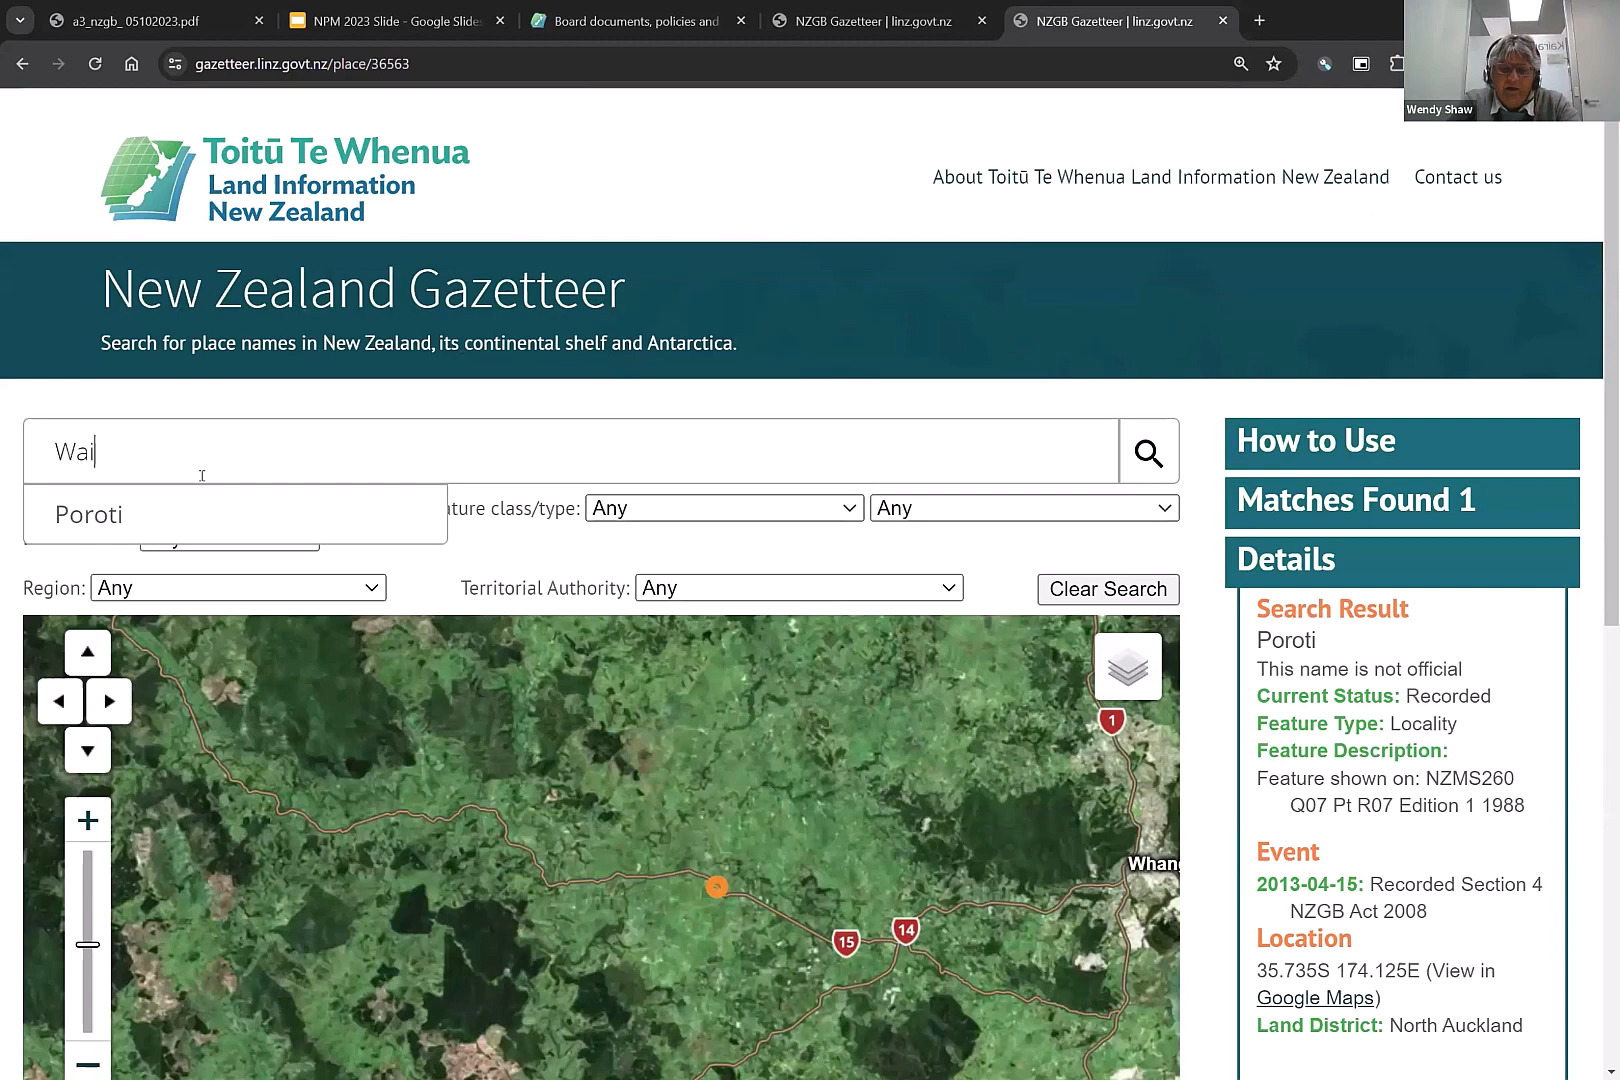 a3_nzgb_ 05102023.pdf
NPM 2023 Slide - Google Slides
Board documents, policies and
NZGB Gazetteer | linz.govt.nz
NZGB Gazetteer | linz.govt.nz
gazetteer.linz.govt.nz/place/36563
Wendy Shaw
Toitū Te Whenua
Land Information
New Zealand
About Toitū Te Whenua Land Information New Zealand
Contact us
New Zealand Gazetteer
Search for place names in New Zealand, its continental shelf and Antarctica.
Wai
Poroti
ature class/type:
Any
Any
Region:
Any
Territorial Authority:
Any
Clear Search
1
Whang
14
15
How to Use
Matches Found 1
Details
Search Result
Poroti
This name is not official
Current Status: Recorded
Feature Type: Locality
Feature Description:
Feature shown on: NZMS260
Q07 Pt R07 Edition 1 1988
Event
2013-04-15: Recorded Section 4
NZGB Act 2008
Location
35.735S 174.125E (View in
Google Maps)
Land District: North Auckland